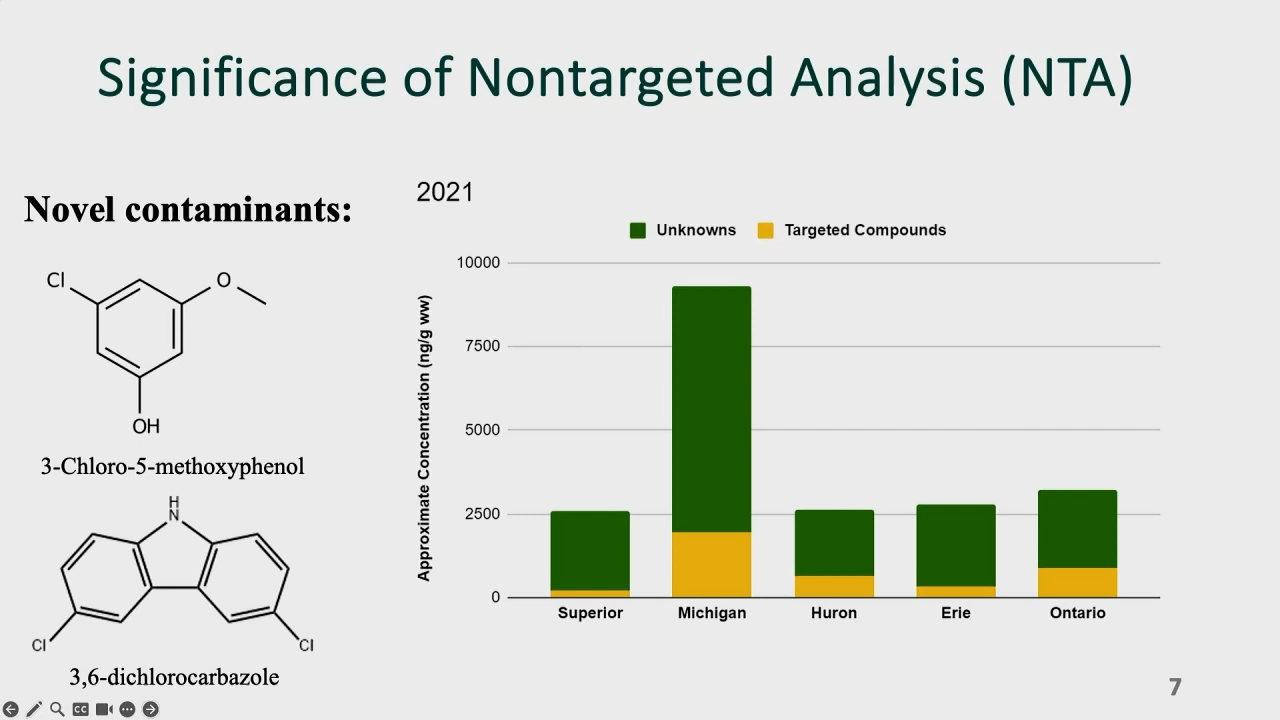 Significance of Nontargeted Analysis (NTA)
Novel contaminants:
Cl
O
OH
3-Chloro-5-methoxyphenol
H
N
Cl
Cl
3,6-dichlorocarbazole
2021
Unknowns
Targeted Compounds
Approximate Concentration (ng/g ww)
10000
7500
5000
2500
0
Superior
Michigan
Huron
Erie
Ontario
7
CC